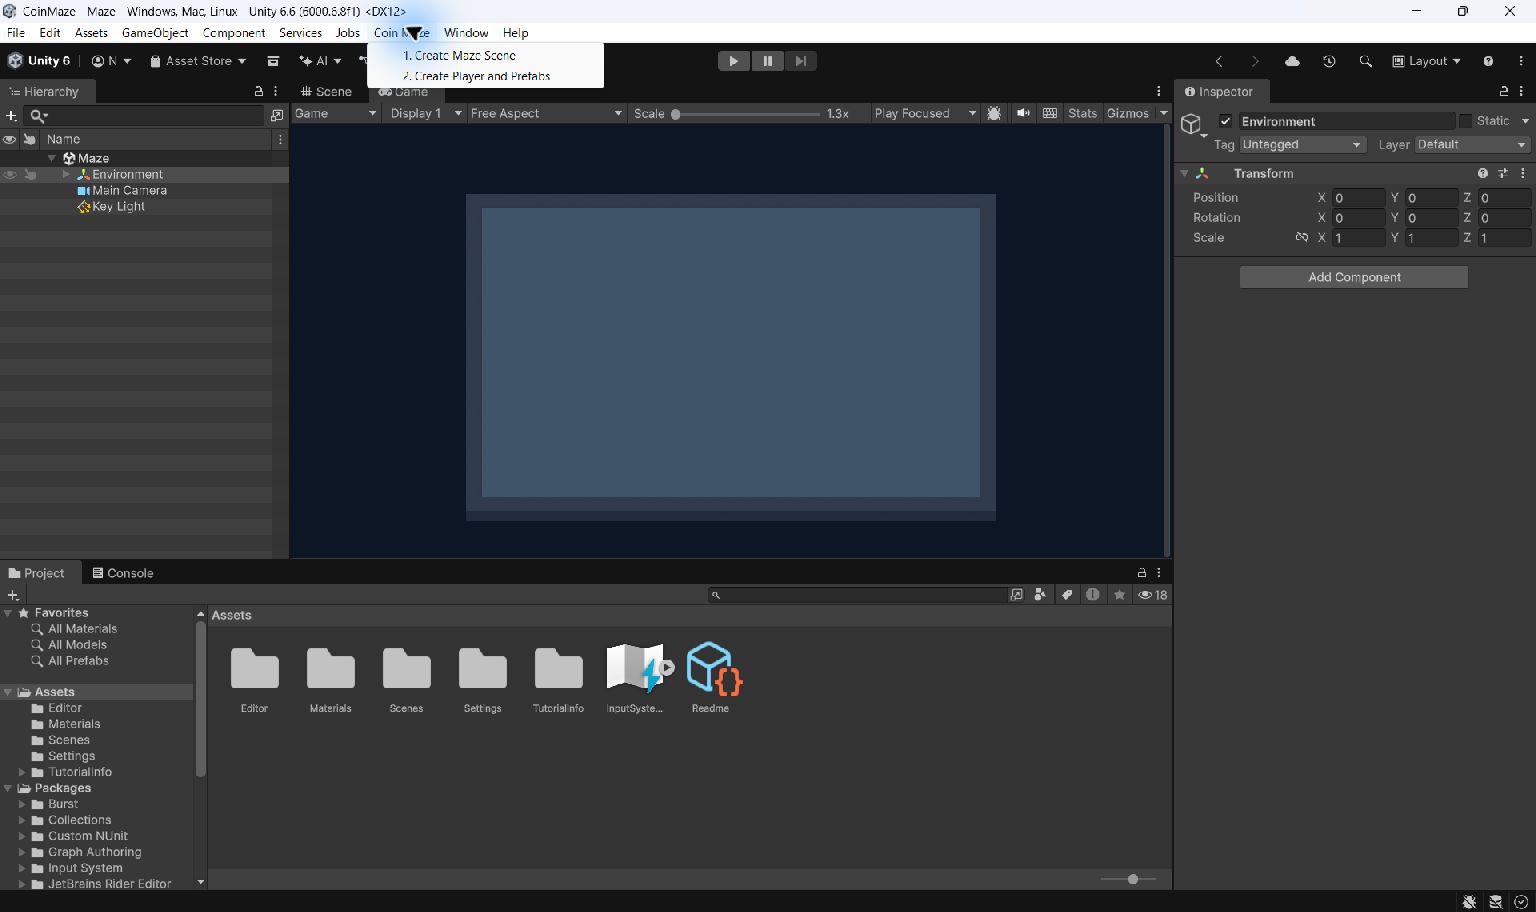 CoinMaze - Maze - Windows, Mac, Linux - Unity 6.6 (6000.6.8f1) <DX12>
File Edit Assets GameObject Component Services Jobs Window Help
1. Create Maze Scene
2. Create Player and Prefabs
Unity 6 N Asset Store AI Layout
Hierarchy
Scene Game
Inspector
Game Display 1 Free Aspect Scale 1.3x Play Focused Stats Gizmos
Name
Maze
Environment
Main Camera
Key Light
Environment Static
Tag Untagged Layer Default
Transform
Position X 0 Y 0 Z 0
Rotation X 0 Y 0 Z 0
Scale X 1 Y 1 Z 1
Add Component
Project Console
18
Favorites
All Materials
All Models
All Prefabs
Assets
Editor
Materials
Scenes
Settings
TutorialInfo
Packages
Burst
Collections
Custom NUnit
Graph Authoring
Input System
JetBrains Rider Editor
Assets
Editor Materials Scenes Settings TutorialInfo InputSyste... Readme